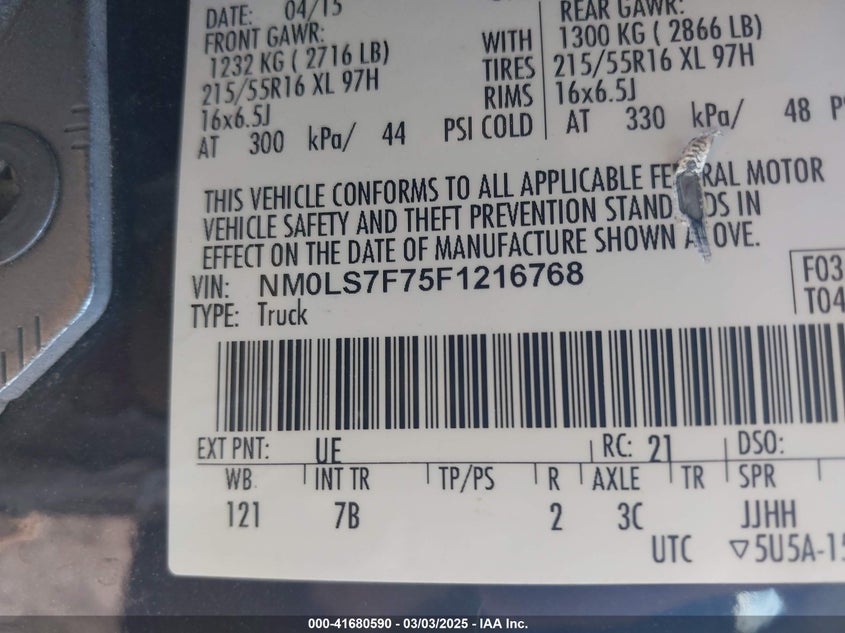 DATE: 04/15
FRONT GAWR:
1232 KG ( 2716 LB)
215/55R16 XL 97H
16x6.5J
AT 300 kPa/ 44 PSI COLD
WITH
TIRES
RIMS
REAR GAWR:
1300 KG ( 2866 LB)
215/55R16 XL 97H
16x6.5J
AT 330 kPa/ 48
THIS VEHICLE CONFORMS TO ALL APPLICABLE FE RAL MOTOR
VEHICLE SAFETY AND THEFT PREVENTION STAND DS IN
EFFECT ON THE DATE OF MANUFACTURE SHOWN A OVE.
VIN: NM0LS7F75F1216768
TYPE: Truck
F03
T04
EXT PNT: UE RC: 21 DSO:
WB INT TR TP/PS R AXLE TR SPR
121 7B 2 3C JJHH
UTC ▽5U5A-15
000-41680590 - 03/03/2025 - IAA Inc.